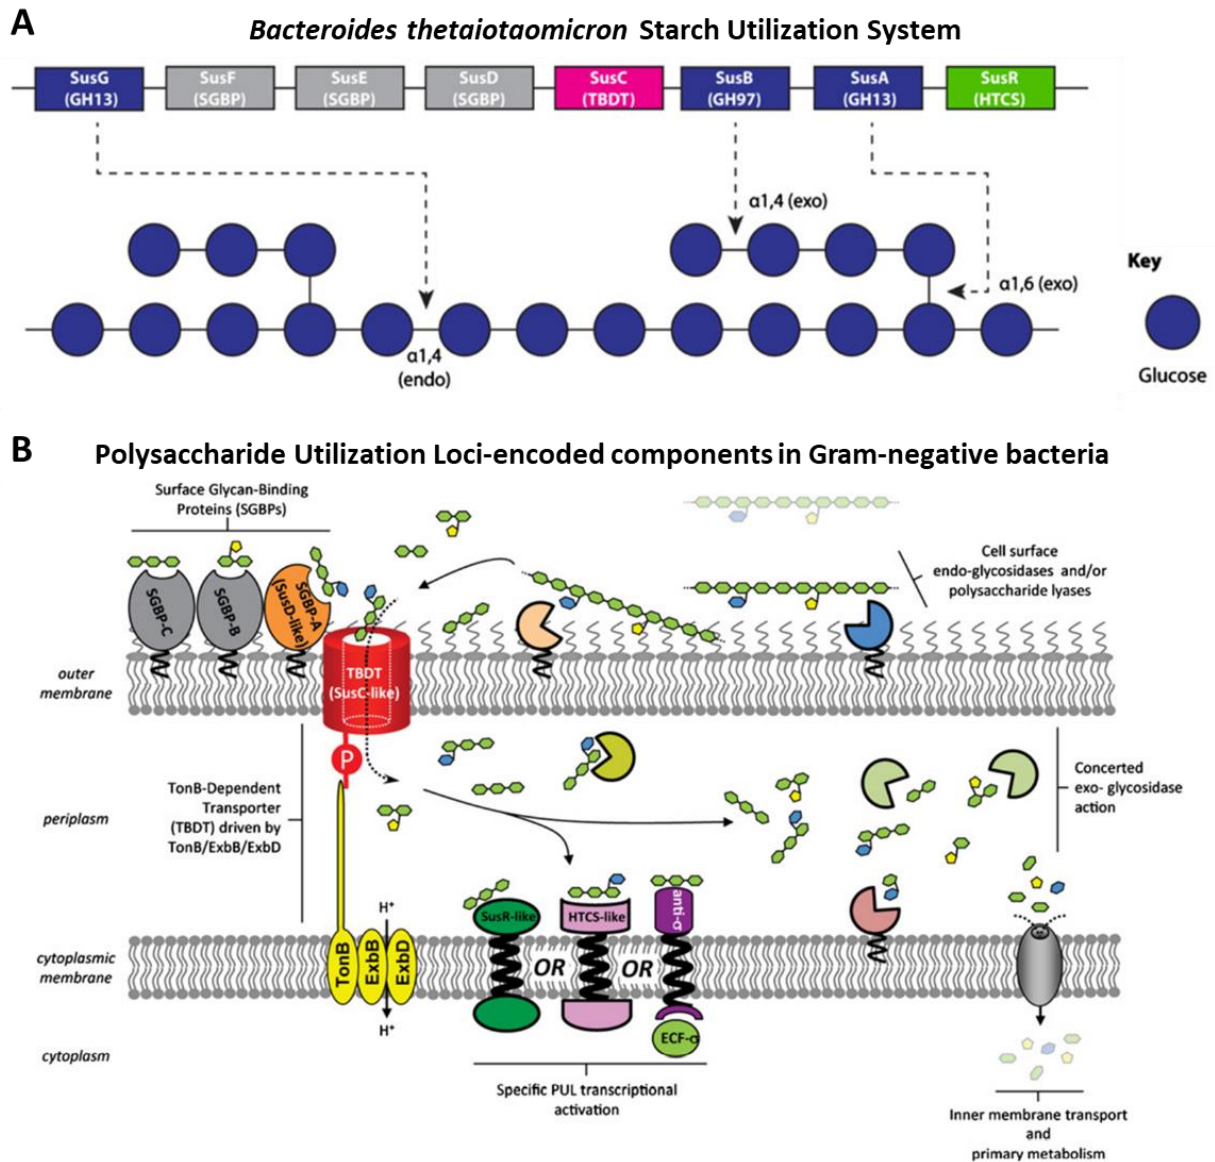 A
Bacteroides thetaiotaomicron Starch Utilization System
SusG
(GH13)
SusF
(SGBP)
SusE
(SGBP)
SusD
(SGBP)
SusC
(TBDT)
SusB
(GH97)
SusA
(GH13)
SusR
(HTCS)
α1,4 (exo)
α1,6 (exo)
α1,4
(endo)
Key
Glucose
B
Polysaccharide Utilization Loci-encoded components in Gram-negative bacteria
Surface Glycan-Binding
Proteins (SGBPs)
Cell surface
endo-glycosidases and/or
polysaccharide lyases
SGBP-C
SGBP-B
SGBP-A
(SusD-like)
TBDT
(SusC-like)
outer
membrane
P
TonB-Dependent
Transporter
(TBDT) driven by
TonB/ExbB/ExbD
periplasm
Concerted
exo- glycosidase
action
H⁺
SusR-like
HTCS-like
anti-σ
cytoplasmic
membrane
TonB
ExbB
ExbD
OR
OR
H⁺
ECF-σ
cytoplasm
Specific PUL transcriptional
activation
Inner membrane transport
and
primary metabolism